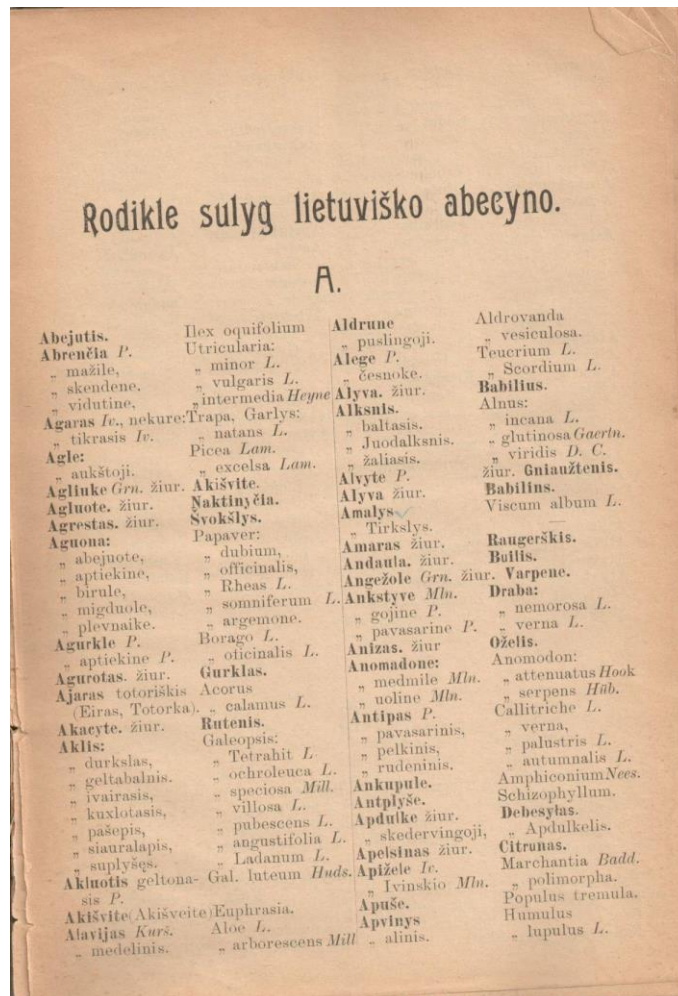 Rodikle sulyg lietuviško abecyno.
A.
Abejutis. Ilex oquifolium
Abrenčia P. Utricularia:
„ mažile, „ minor L.
„ skendene, „ vulgaris L.
„ vidutine, „ intermedia Heyne
Agaras Iv., nekure: Trapa, Garlys:
„ tikrasis Iv. „ natans L.
Agle: Picea Lam.
„ aukštoji. „ excelsa Lam.
Agliuke Grn. žiur. Akišvite.
Agluote. žiur. Naktinyčia.
Agrestas. žiur. Švokšlys.
Aguona: Papaver:
„ abejuote, „ dubium,
„ aptiekine, „ officinalis,
„ birule, „ Rheas L.
„ migduole, „ somniferum L.
„ plevnaike. „ argemone.
Agurkle P. Borago L.
„ aptiekine P. „ oficinalis L.
Agurotas. žiur. Gurklas.
Ajaras totoriškis Acorus
(Eiras, Totorka). „ calamus L.
Akacyte. žiur. Rutenis.
Aklis: Galeopsis:
„ durkslas, „ Tetrahit L.
„ geltabalnis. „ ochroleuca L.
„ ivairasis, „ speciosa Mill.
„ kuxlotasis, „ villosa L.
„ pašepis, „ pubescens L.
„ siauralapis, „ angustifolia L.
„ suplyšęs. „ Ladanum L.
Akluotis geltona- Gal. luteum Huds.
sis P.
Akišvite (Akišveite) Euphrasia.
Alavijas Kurš. Aloe L.
„ medelinis. „ arborescens Mill
Aldrune Aldrovanda
„ puslingoji. „ vesiculosa.
Alege P. Teucrium L.
„ česnoke. „ Scordium L.
Alyva. žiur. Babilius.
Alksnis. Alnus:
„ baltasis. „ incana L.
„ Juodalksnis. „ glutinosa Gaertn.
„ žaliasis. „ viridis D. C.
Alvyte P. žiur. Gniaužtenis.
Alyva žiur. Babilins.
Amalys Viscum album L.
„ Tirkslys. —
Amaras žiur. Raugerškis.
Andaula. žiur. Builis.
Angežole Grn. žiur. Varpene.
Ankstyve Mln. Draba:
„ gojine P. „ nemorosa L.
„ pavasarine P. „ verna L.
Anizas. žiur Oželis.
Anomadone: Anomodon:
„ medmile Mln. „ attenuatus Hook
„ uoline Mln. „ serpens Hüb.
Antipas P. Callitriche L.
„ pavasarinis, „ verna,
„ pelkinis, „ palustris L.
„ rudeninis. „ autumnalis L.
Ankupule. Amphiconium Nees.
Antplyše. Schizophyllum.
Apdulke žiur. Debesylas.
„ skedervingoji, „ Apdulkelis.
Apelsinas žiur. Citrunas.
Apižele Iv. Marchantia Badd.
„ Ivinskio Mln. „ polimorpha.
Apuše. Populus tremula.
Apvinys Humulus
„ alinis. „ lupulus L.